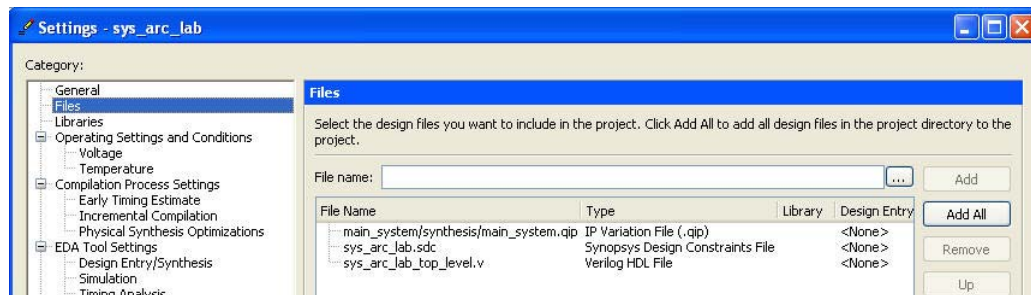 Settings - sys_arc_lab
Category:
General
Files
Libraries
Operating Settings and Conditions
Voltage
Temperature
Compilation Process Settings
Early Timing Estimate
Incremental Compilation
Physical Synthesis Optimizations
EDA Tool Settings
Design Entry/Synthesis
Simulation
Timing Analysis
Files
Select the design files you want to include in the project. Click Add All to add all design files in the project directory to the
project.
File name: ... Add
File Name Type Library Design Entry Add All
main_system/synthesis/main_system.qip IP Variation File (.qip) <None>
sys_arc_lab.sdc Synopsys Design Constraints File <None> Remove
sys_arc_lab_top_level.v Verilog HDL File <None>
Up